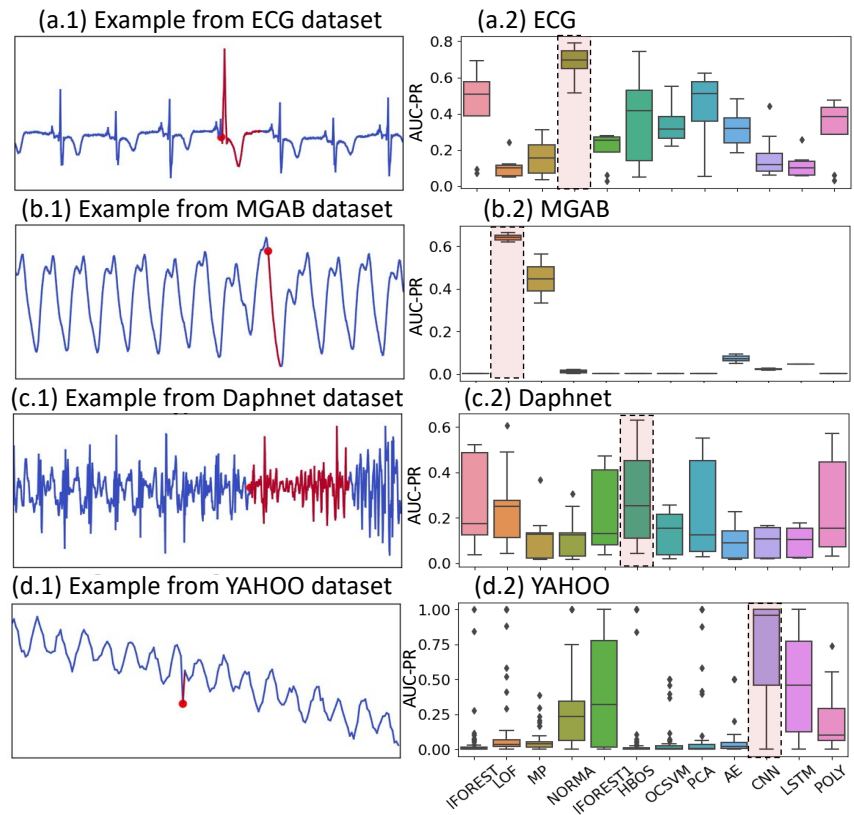 (a.1) Example from ECG dataset
(a.2) ECG
AUC-PR
0.8
0.6
0.4
0.2
0.0
(b.1) Example from MGAB dataset
(b.2) MGAB
AUC-PR
0.6
0.4
0.2
0.0
(c.1) Example from Daphnet dataset
(c.2) Daphnet
AUC-PR
0.6
0.4
0.2
0.0
(d.1) Example from YAHOO dataset
(d.2) YAHOO
AUC-PR
1.00
0.75
0.50
0.25
0.00
IFOREST
LOF
MP
NORMA
IFOREST1
HBOS
OCSVM
PCA
AE
CNN
LSTM
POLY